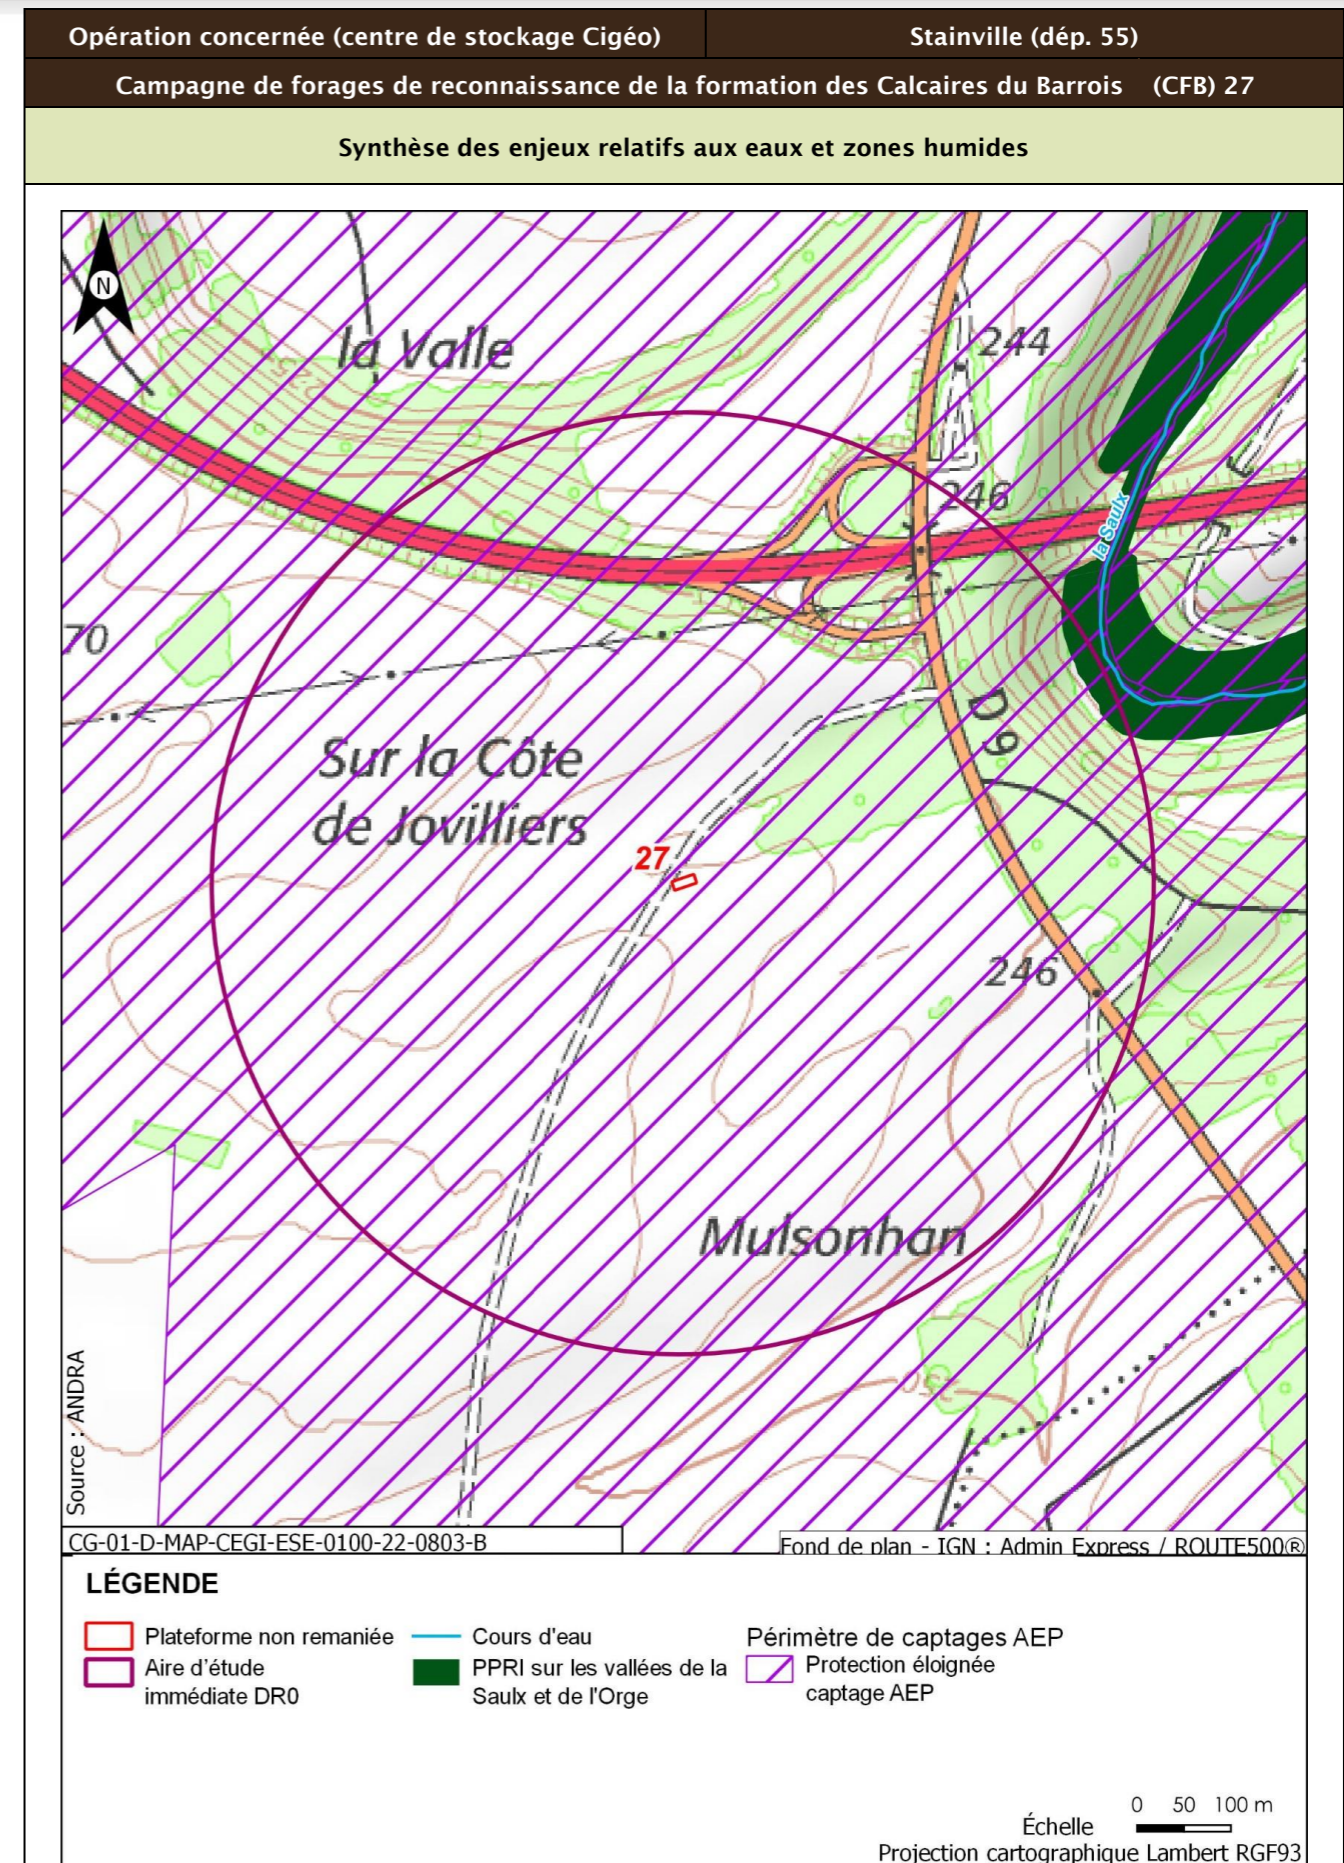 Opération concernée (centre de stockage Cigéo)
Stainville (dép. 55)
Campagne de forages de reconnaissance de la formation des Calcaires du Barrois (CFB) 27
Synthèse des enjeux relatifs aux eaux et zones humides
N
la Valle
244
246
la Saulx
70
D 9
Sur la Côte
de Jovilliers
27
246
Mulsonhan
250
Source : ANDRA
CG-01-D-MAP-CEGI-ESE-0100-22-0803-B
Fond de plan - IGN : Admin Express / ROUTE500®
LÉGENDE
Plateforme non remaniée
Aire d'étude
immédiate DR0
Cours d'eau
PPRI sur les vallées de la
Saulx et de l'Orge
Périmètre de captages AEP
Protection éloignée
captage AEP
0 50 100 m
Échelle
Projection cartographique Lambert RGF93